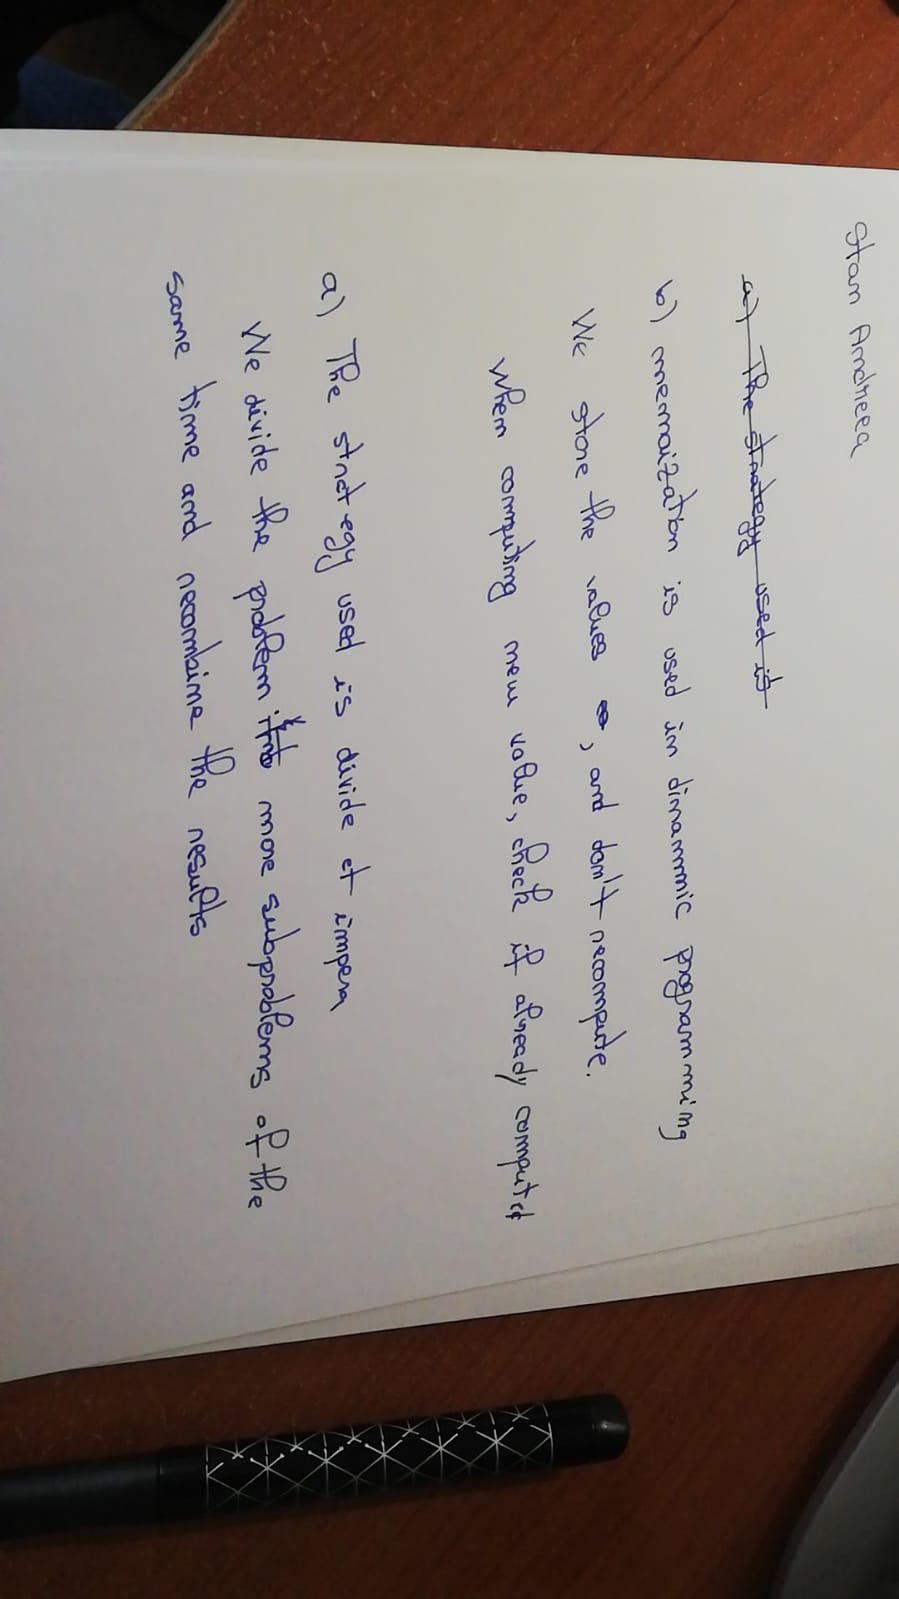 Stan Andreea
a) The strategy used is
b) memoization is used in dinammic programming
We store the values , and don't recompute.
When computing new value, check if already computed
a) The strategy used is divide et impera
We divide the problem into more subproblems of the
same time and recombine the results